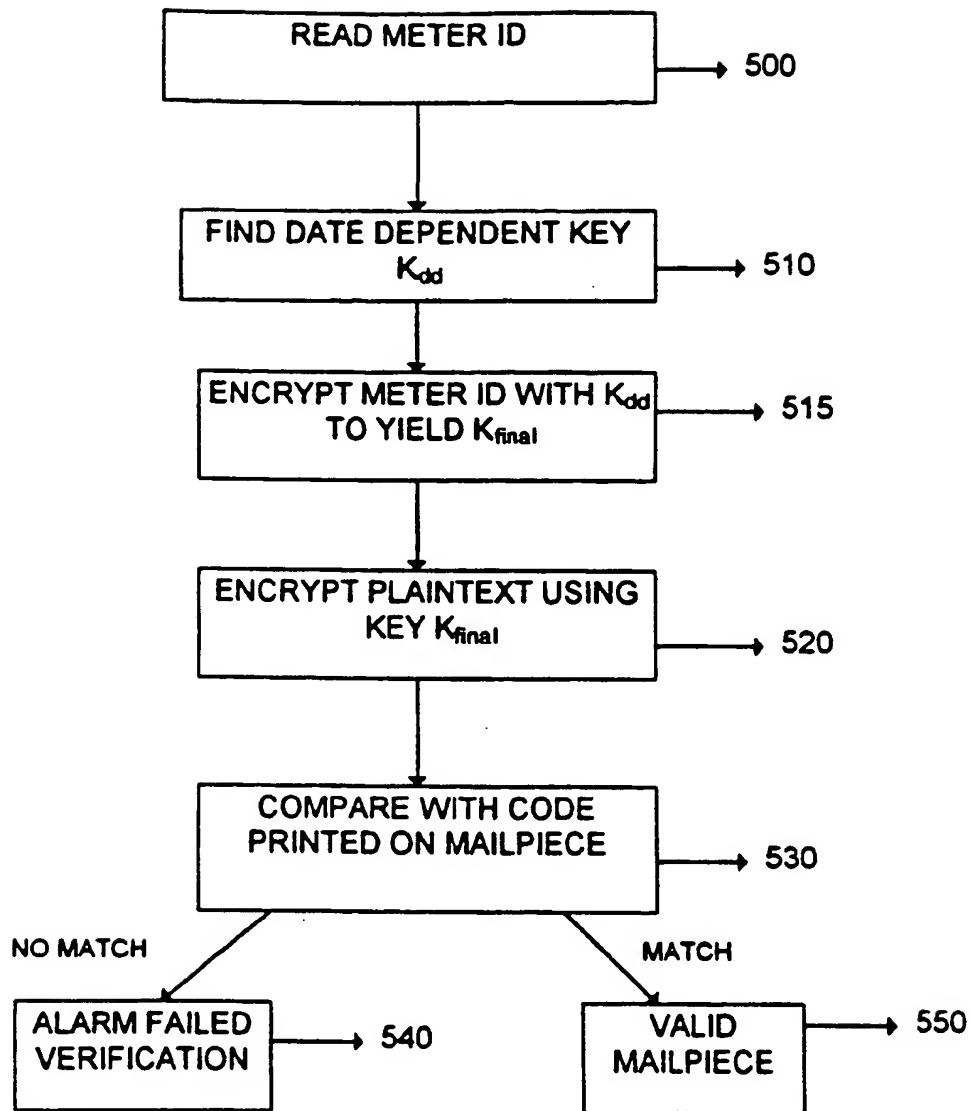 READ METER ID
500
FIND DATE DEPENDENT KEY
Kdd
510
ENCRYPT METER ID WITH Kdd
TO YIELD Kfinal
515
ENCRYPT PLAINTEXT USING
KEY Kfinal
520
COMPARE WITH CODE
PRINTED ON MAILPIECE
530
NO MATCH
MATCH
ALARM FAILED
VERIFICATION
540
VALID
MAILPIECE
550